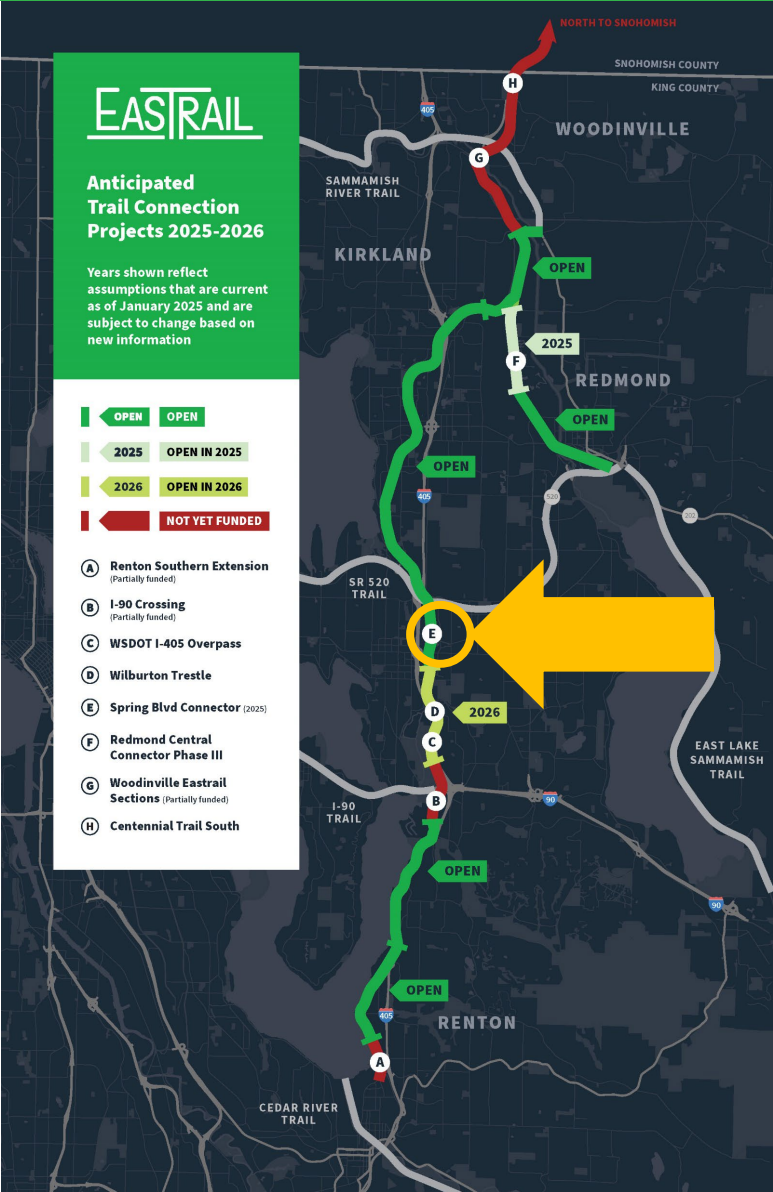 NORTH TO SNOHOMISH
SNOHOMISH COUNTY
KING COUNTY
H
405
WOODINVILLE
EASTRAIL
G
Anticipated
Trail Connection
Projects 2025-2026
SAMMAMISH
RIVER TRAIL
KIRKLAND
OPEN
Years shown reflect
assumptions that are current
as of January 2025 and are
subject to change based on
new information
2025
F
REDMOND
OPEN OPEN
2025 OPEN IN 2025
2026 OPEN IN 2026
NOT YET FUNDED
OPEN
OPEN
405
520
202
A Renton Southern Extension
(Partially funded)
B I-90 Crossing
(Partially funded)
C WSDOT I-405 Overpass
D Wilburton Trestle
E Spring Blvd Connector (2025)
F Redmond Central
Connector Phase III
G Woodinville Eastrail
Sections (Partially funded)
H Centennial Trail South
SR 520
TRAIL
E
D
2026
C
EAST LAKE
SAMMAMISH
TRAIL
B
90
I-90
TRAIL
OPEN
90
OPEN
405
RENTON
A
CEDAR RIVER
TRAIL